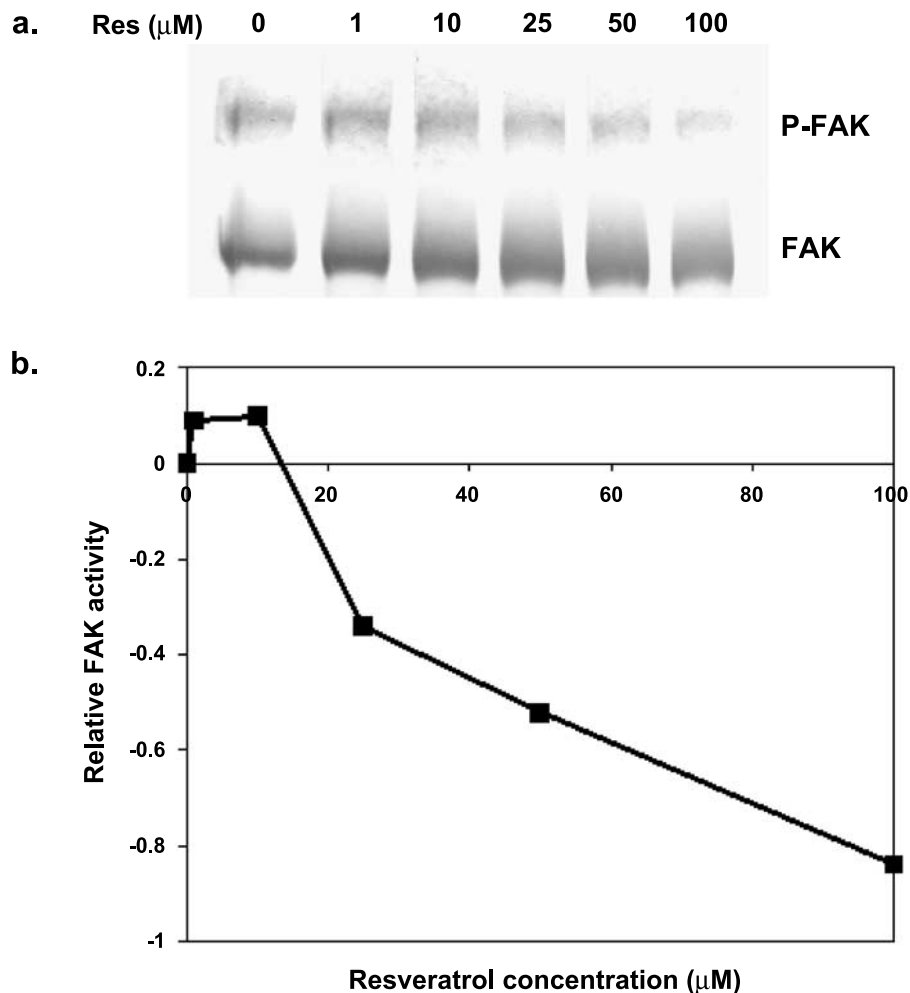 a. Res (μM) 0 1 10 25 50 100
P-FAK
FAK
b.
0.2
0
-0.2
-0.4
-0.6
-0.8
-1
0 20 40 60 80 100
Relative FAK activity
Resveratrol concentration (μM)